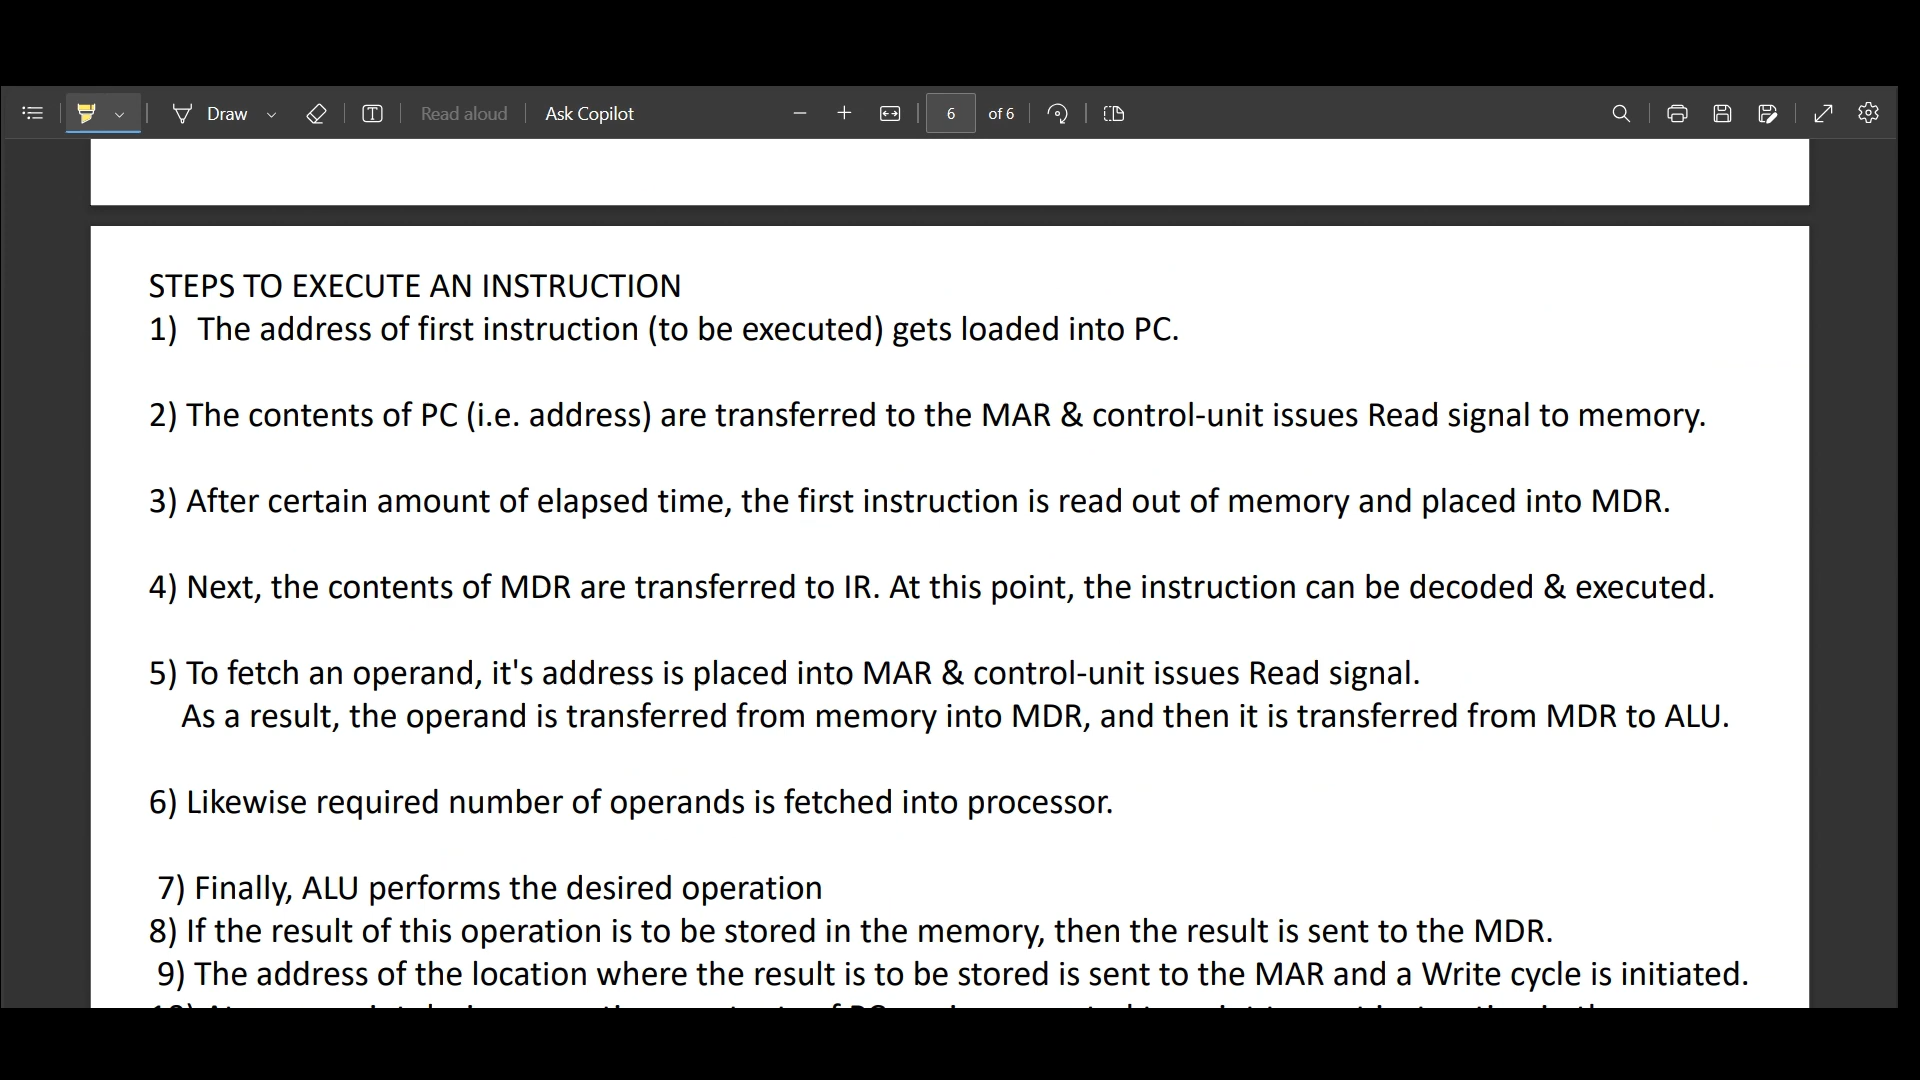 Draw
Read aloud
Ask Copilot
6 of 6
STEPS TO EXECUTE AN INSTRUCTION
1) The address of first instruction (to be executed) gets loaded into PC.
2) The contents of PC (i.e. address) are transferred to the MAR & control-unit issues Read signal to memory.
3) After certain amount of elapsed time, the first instruction is read out of memory and placed into MDR.
4) Next, the contents of MDR are transferred to IR. At this point, the instruction can be decoded & executed.
5) To fetch an operand, it's address is placed into MAR & control-unit issues Read signal.
As a result, the operand is transferred from memory into MDR, and then it is transferred from MDR to ALU.
6) Likewise required number of operands is fetched into processor.
7) Finally, ALU performs the desired operation
8) If the result of this operation is to be stored in the memory, then the result is sent to the MDR.
9) The address of the location where the result is to be stored is sent to the MAR and a Write cycle is initiated.